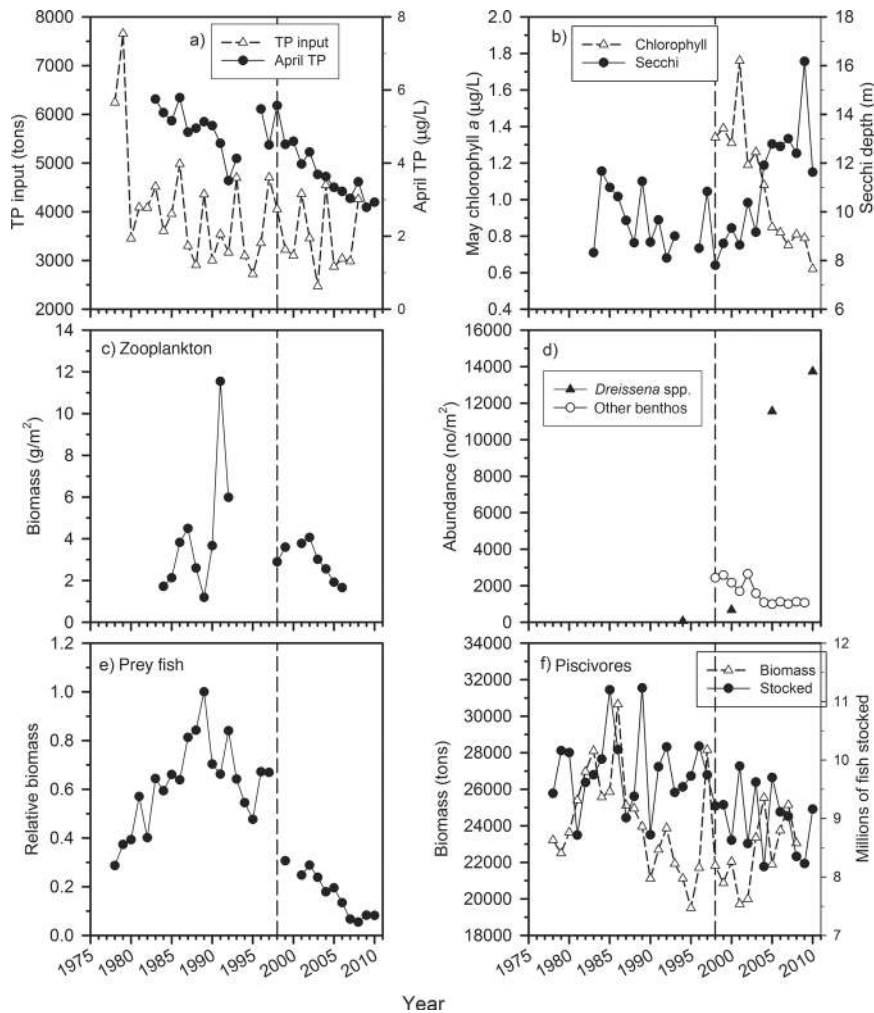 a)
TP input
April TP
TP input (tons)
8000
7000
6000
5000
4000
3000
2000
April TP (µg/L)
8
6
4
2
0
b)
Chlorophyll
Secchi
May chlorophyll a (µg/L)
2.0
1.8
1.6
1.4
1.2
1.0
0.8
0.6
0.4
Secchi depth (m)
18
16
14
12
10
8
6
c) Zooplankton
Biomass (g/m²)
14
12
10
8
6
4
2
0
d)
Dreissena spp.
Other benthos
Abundance (no/m²)
16000
14000
12000
10000
8000
6000
4000
2000
0
e) Prey fish
Relative biomass
1.2
1.0
0.8
0.6
0.4
0.2
0.0
1975 1980 1985 1990 1995 2000 2005 2010
f) Piscivores
Biomass
Stocked
Biomass (tons)
34000
32000
30000
28000
26000
24000
22000
20000
18000
Millions of fish stocked
12
11
10
9
8
7
1975 1980 1985 1990 1995 2000 2005 2010
Year